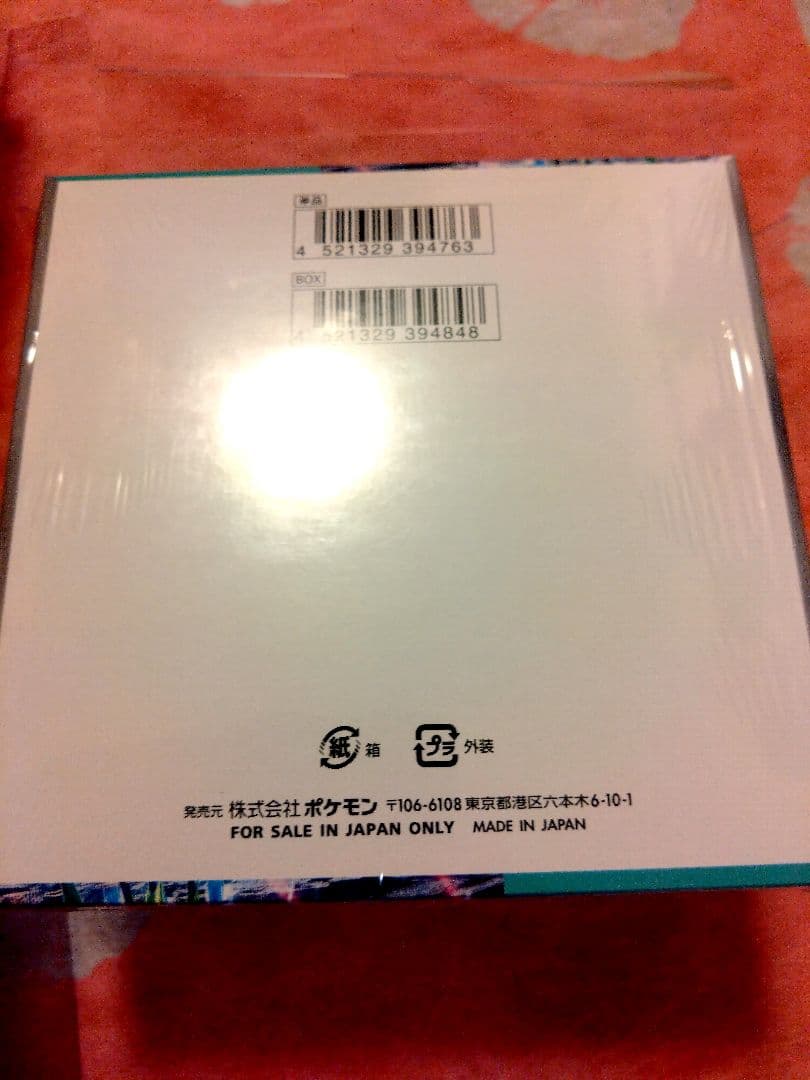 単品
4 521329 394763
BOX
4 521329 394848
紙 箱 プラ 外装
発売元 株式会社 ポケモン 〒106-6108 東京都港区六本木6-10-1
FOR SALE IN JAPAN ONLY MADE IN JAPAN